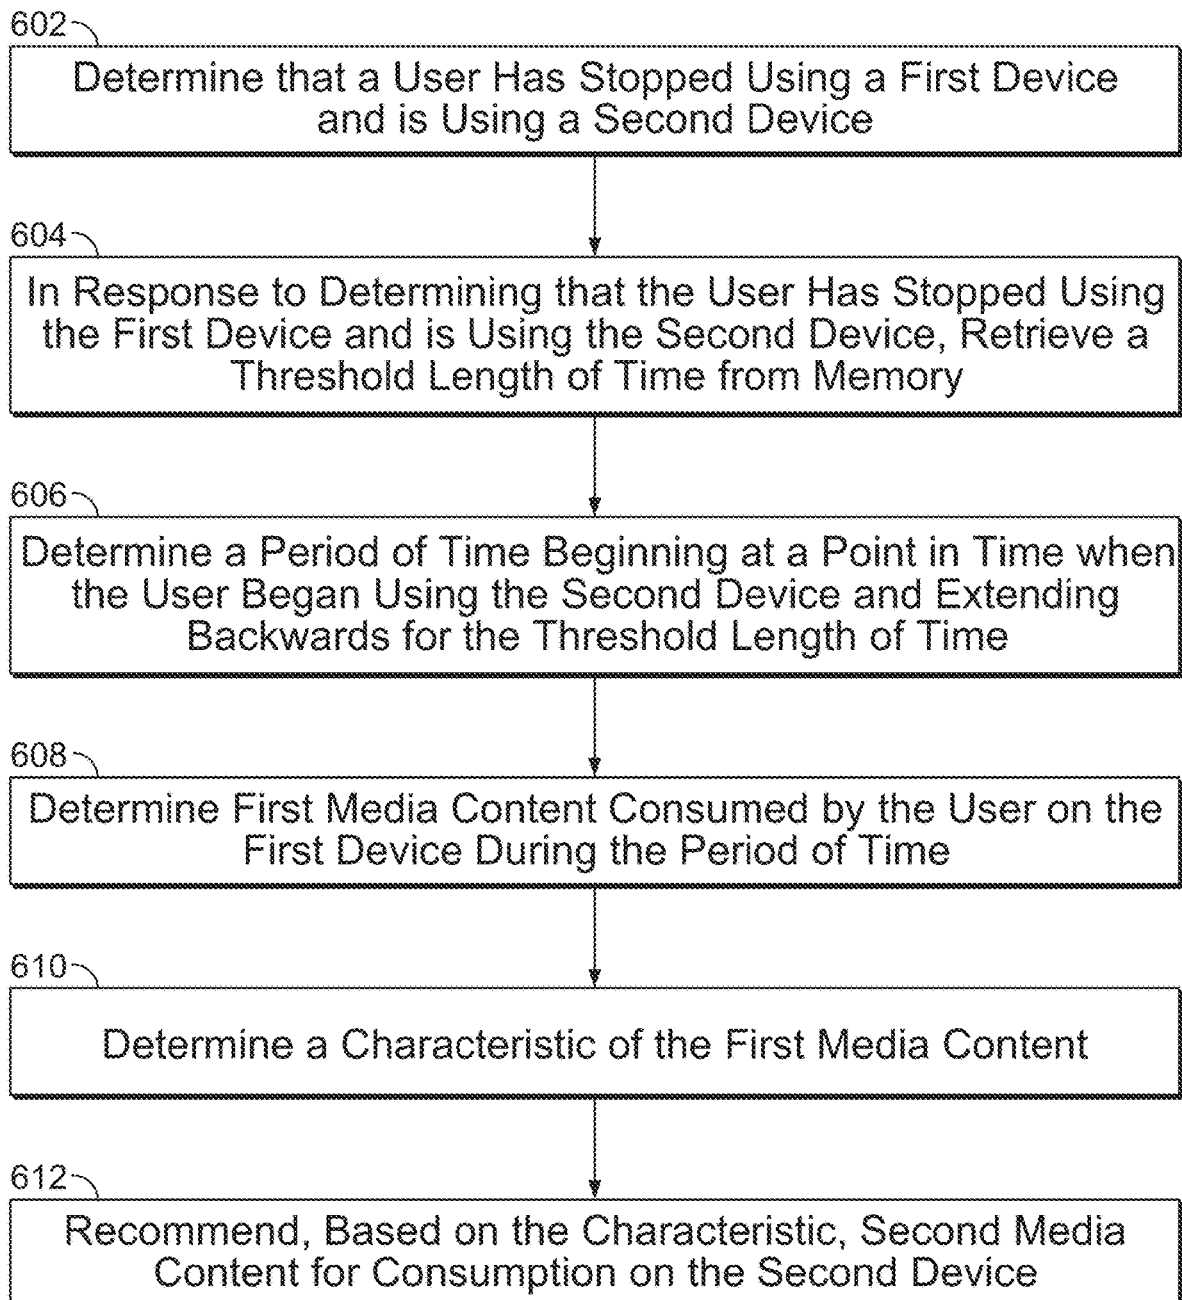 602
Determine that a User Has Stopped Using a First Device
and is Using a Second Device
604
In Response to Determining that the User Has Stopped Using
the First Device and is Using the Second Device, Retrieve a
Threshold Length of Time from Memory
606
Determine a Period of Time Beginning at a Point in Time when
the User Began Using the Second Device and Extending
Backwards for the Threshold Length of Time
608
Determine First Media Content Consumed by the User on the
First Device During the Period of Time
610
Determine a Characteristic of the First Media Content
612
Recommend, Based on the Characteristic, Second Media
Content for Consumption on the Second Device